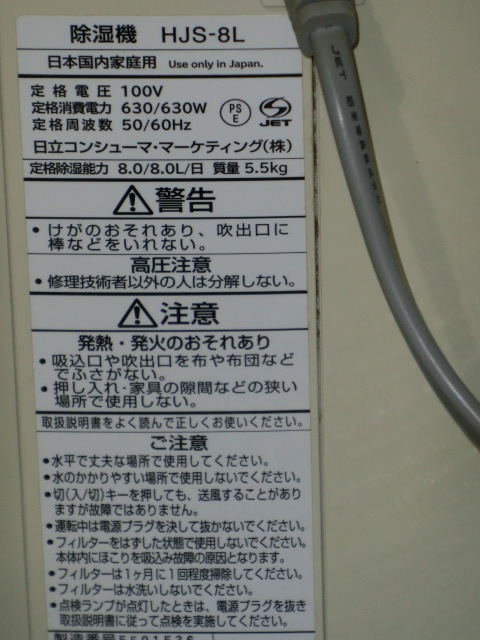 除湿機 HJS-8L
日本国内家庭用 Use only in Japan.
定格電圧 100V
定格消費電力 630/630W
定格周波数 50/60Hz
PS
E
JET
日立コンシューマ・マーケティング(株)
定格除湿能力 8.0/8.0L/日 質量 5.5kg
警告
・けがのおそれあり、吹出口に
棒などをいれない。
高圧注意
・修理技術者以外の人は分解しない。
注意
発熱・発火のおそれあり
・吸込口や吹出口を布や布団など
でふさがない。
・押し入れ・家具の隙間などの狭い
場所で使用しない。
取扱説明書をよく読んで正しくお使いください。
ご注意
・水平で丈夫な場所で使用してください。
・水のかかりやすい場所で使用しないでください。
・切(入/切)キーを押しても、送風することがあり
ますが故障ではありません。
・運転中は電源プラグを決して抜かないでください。
・フィルターをはずした状態で使用しないでください。
本体内にほこりを吸込み故障の原因となります。
・フィルターは1ヶ月に1回程度掃除してください。
・フィルターは水洗いしないでください。
・点検ランプが点灯したときは、電源プラグを抜き
取扱説明書に従って点検を実施してください。
製造番号
JET